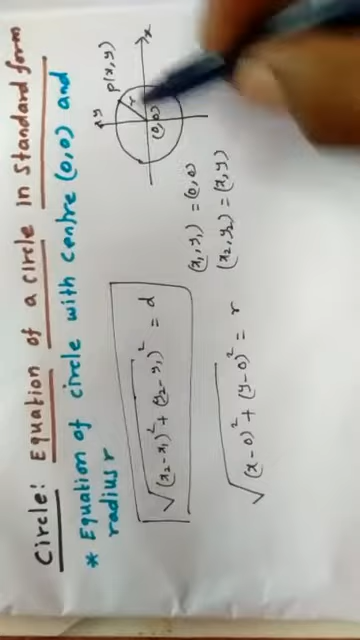 Circle: Equation of a circle in standard form
* Equation of circle with centre (0,0) and
radius r
√(x₂-x₁)² + (y₂-y₁)² = d
(x₁,y₁) = (0,0)
(x₂,y₂) = (x,y)
√(x-0)² + (y-0)² = r
y
P(x,y)
r
(0,0)
x